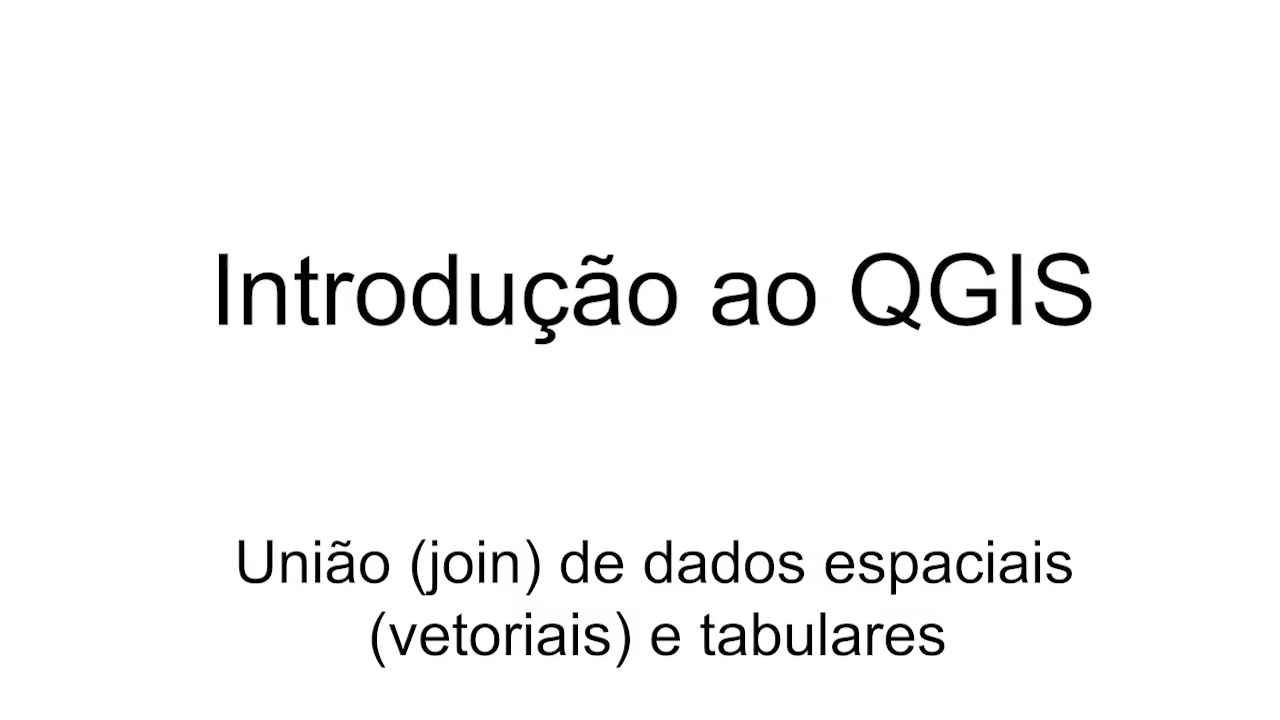 Introdução ao QGIS
União (join) de dados espaciais
(vetoriais) e tabulares